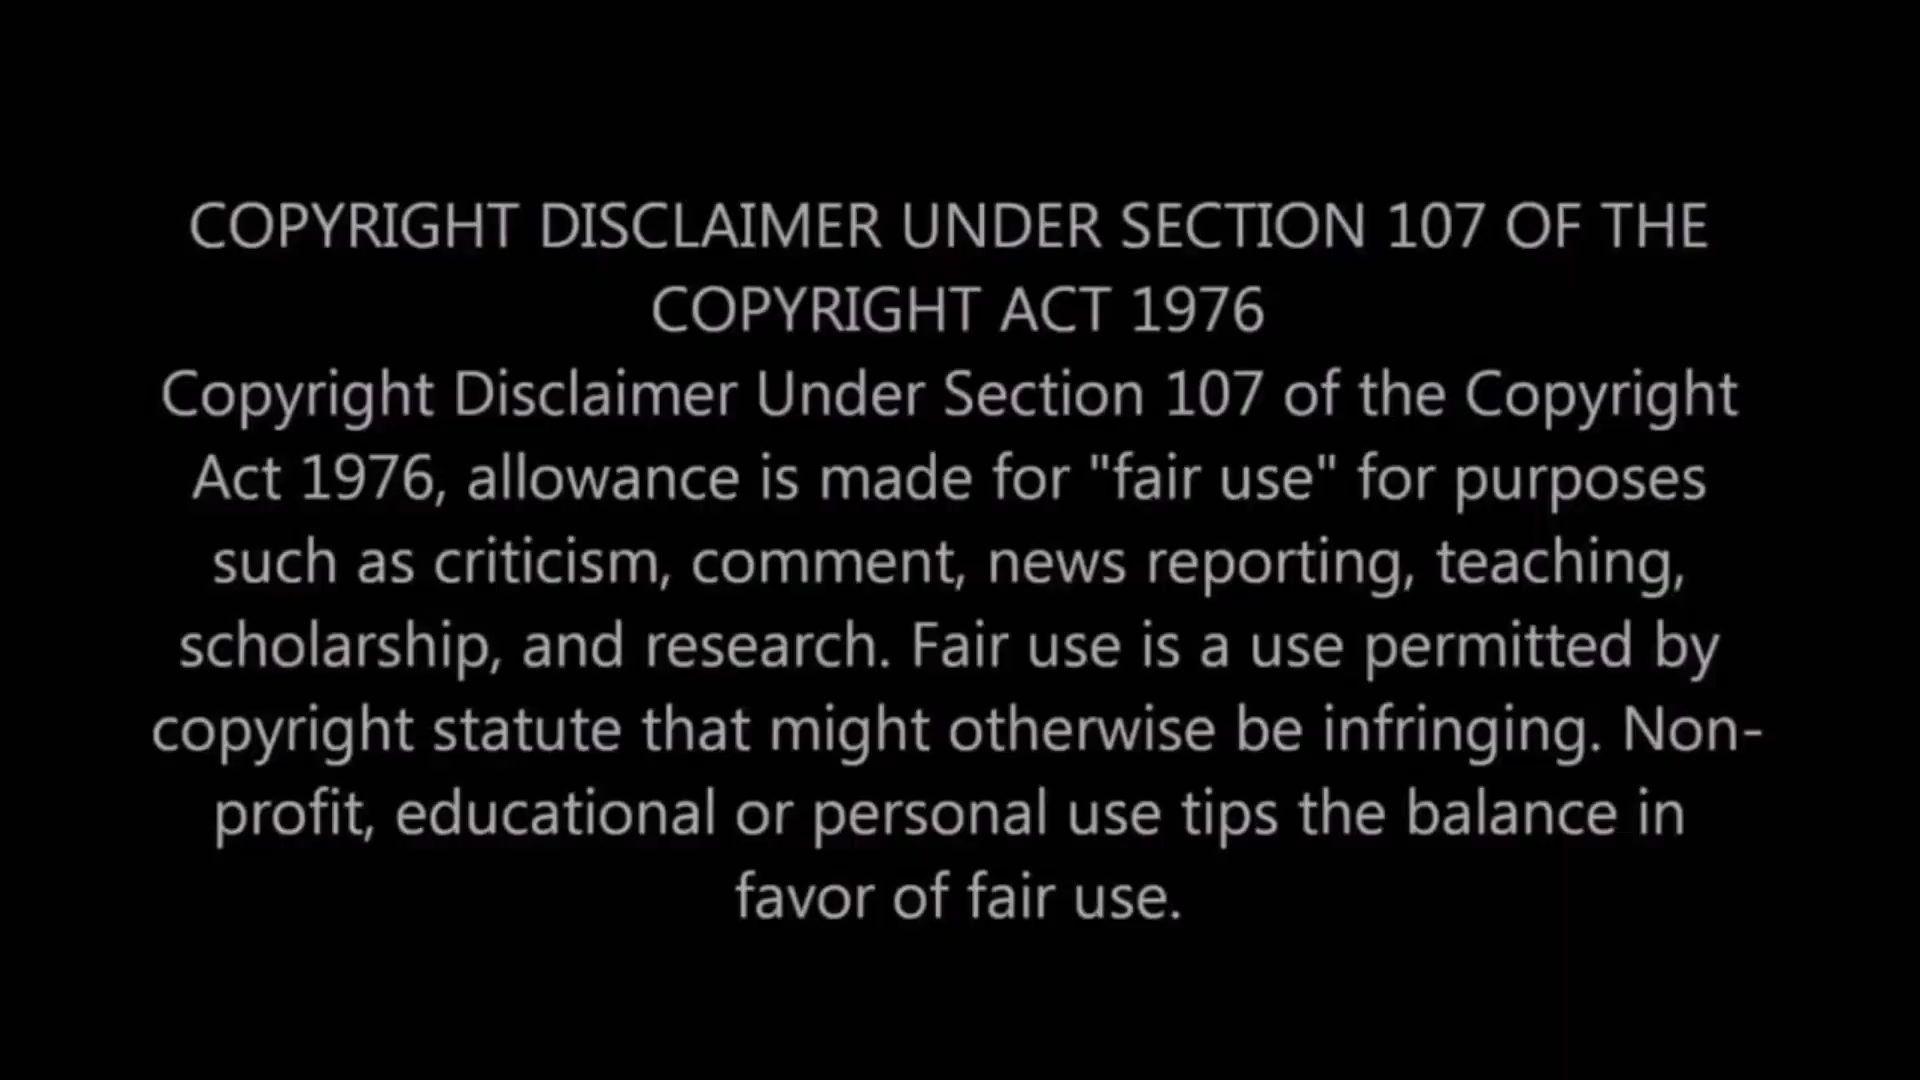 COPYRIGHT DISCLAIMER UNDER SECTION 107 OF THE
COPYRIGHT ACT 1976
Copyright Disclaimer Under Section 107 of the Copyright
Act 1976, allowance is made for "fair use" for purposes
such as criticism, comment, news reporting, teaching,
scholarship, and research. Fair use is a use permitted by
copyright statute that might otherwise be infringing. Non-
profit, educational or personal use tips the balance in
favor of fair use.